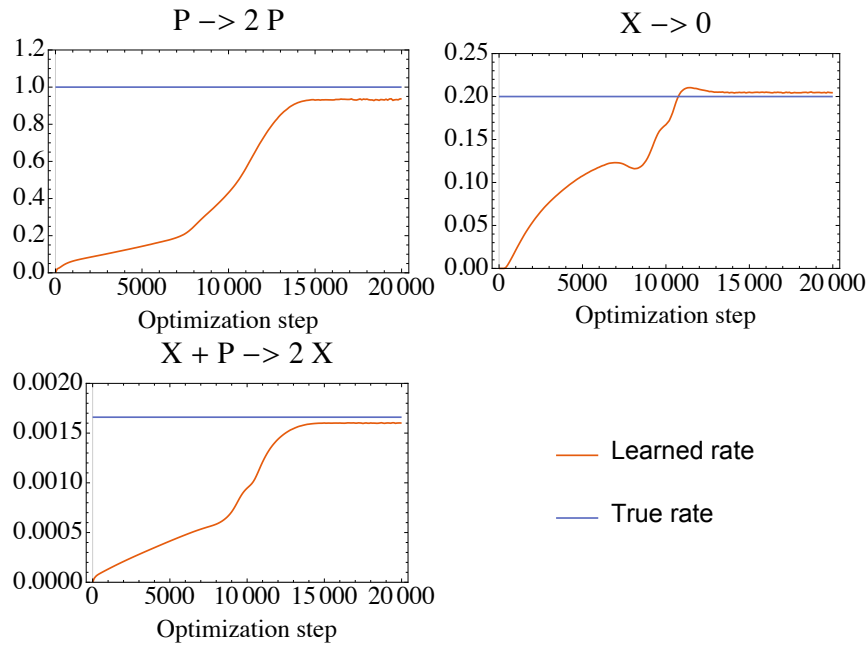 P −> 2 P
1.2
1.0
0.8
0.6
0.4
0.2
0.0
0 5000 10 000 15 000 20 000
Optimization step
X −> 0
0.25
0.20
0.15
0.10
0.05
0.00
0 5000 10 000 15 000 20 000
Optimization step
X + P −> 2 X
0.0020
0.0015
0.0010
0.0005
0.0000
0 5000 10 000 15 000 20 000
Optimization step
Learned rate
True rate